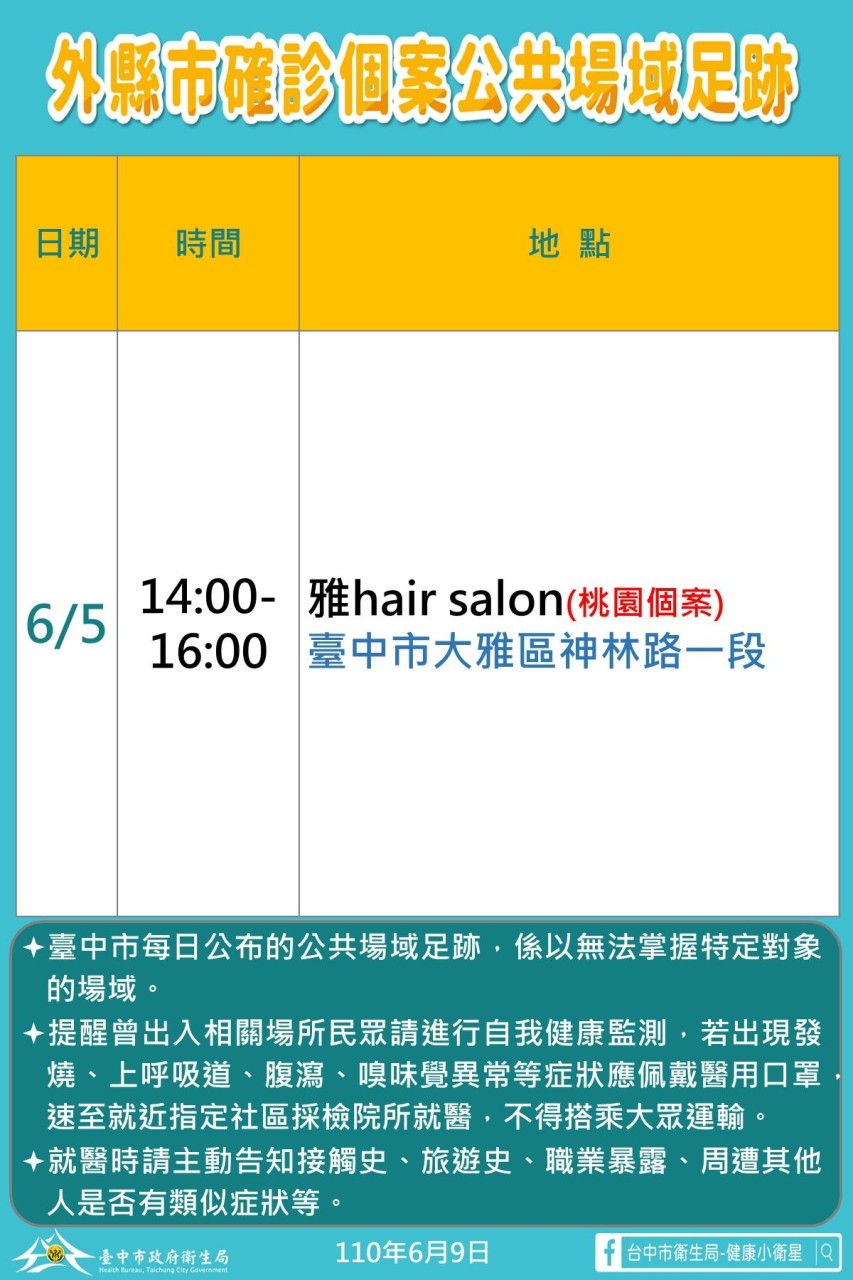 外縣市確診個案公共場域足跡
日期 時間 地點
6/5
14:00-
16:00
雅hair salon(桃園個案)
臺中市大雅區神林路一段
✦臺中市每日公布的公共場域足跡，係以無法掌握特定對象
的場域。
✦提醒曾出入相關場所民眾請進行自我健康監測，若出現發
燒、上呼吸道、腹瀉、嗅味覺異常等症狀應佩戴醫用口罩，
速至就近指定社區採檢院所就醫，不得搭乘大眾運輸。
✦就醫時請主動告知接觸史、旅遊史、職業暴露、周遭其他
人是否有類似症狀等。
臺中市政府衛生局
Health Bureau, Taichung City Government
110年6月9日
f 台中市衛生局-健康小衛星